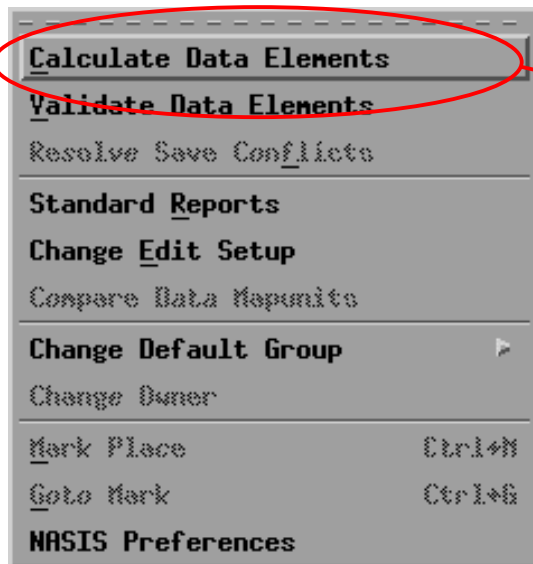 Calculate Data Elements
Validate Data Elements
Resolve Save Conflicts
Standard Reports
Change Edit Setup
Compare Data Mapunits
Change Default Group
Change Owner
Mark Place Ctrl+M
Goto Mark Ctrl+G
NASIS Preferences